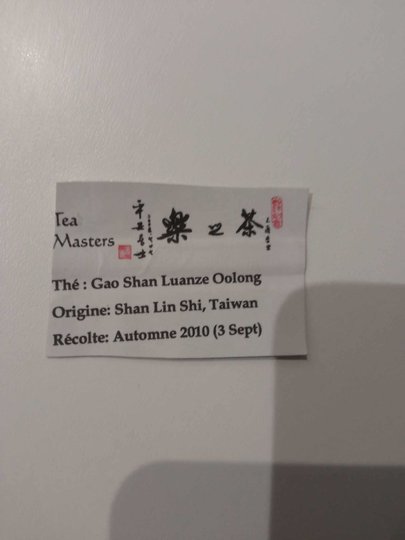 Tea
Masters
茶之樂
Thé : Gao Shan Luanze Oolong
Origine: Shan Lin Shi, Taiwan
Récolte: Automne 2010 (3 Sept)